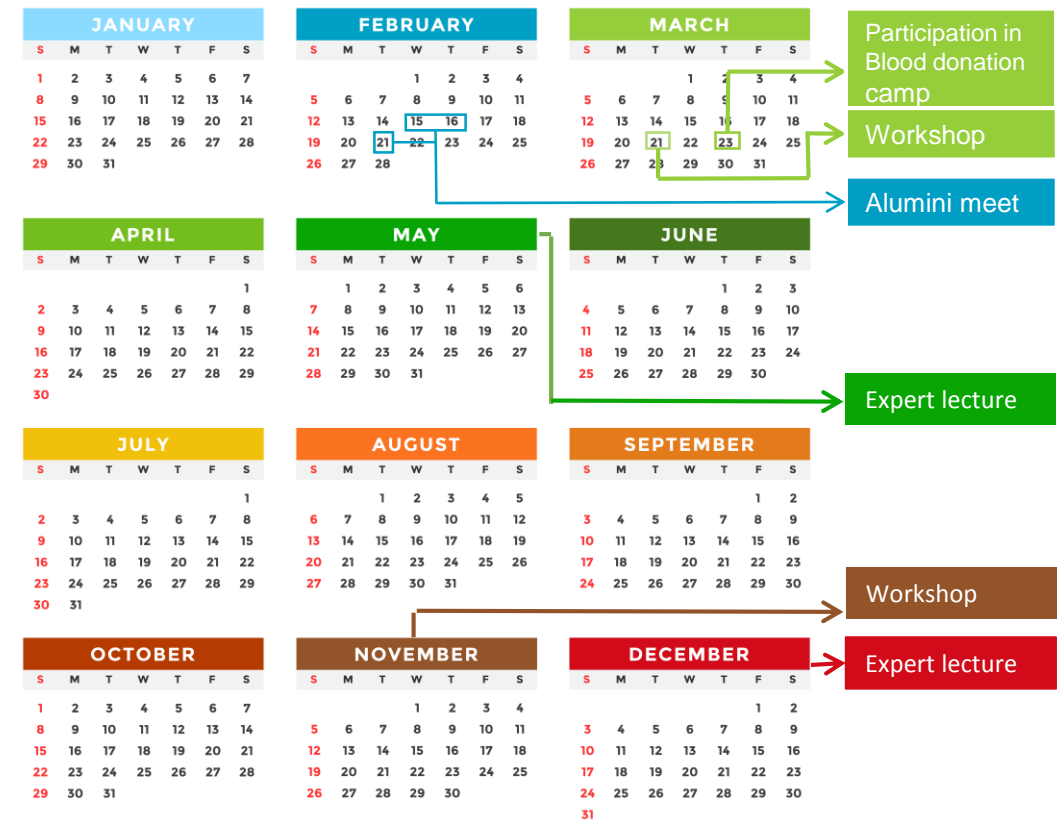 JANUARY
S M T W T F S
1 2 3 4 5 6 7
8 9 10 11 12 13 14
15 16 17 18 19 20 21
22 23 24 25 26 27 28
29 30 31
FEBRUARY
S M T W T F S
1 2 3 4
5 6 7 8 9 10 11
12 13 14 15 16 17 18
19 20 21 22 23 24 25
26 27 28
MARCH
S M T W T F S
1 2 3 4
5 6 7 8 9 10 11
12 13 14 15 16 17 18
19 20 21 22 23 24 25
26 27 28 29 30 31
Participation in
Blood donation
camp
Workshop
Alumini meet
APRIL
S M T W T F S
1
2 3 4 5 6 7 8
9 10 11 12 13 14 15
16 17 18 19 20 21 22
23 24 25 26 27 28 29
30
MAY
S M T W T F S
1 2 3 4 5 6
7 8 9 10 11 12 13
14 15 16 17 18 19 20
21 22 23 24 25 26 27
28 29 30 31
JUNE
S M T W T F S
1 2 3
4 5 6 7 8 9 10
11 12 13 14 15 16 17
18 19 20 21 22 23 24
25 26 27 28 29 30
Expert lecture
JULY
S M T W T F S
1
2 3 4 5 6 7 8
9 10 11 12 13 14 15
16 17 18 19 20 21 22
23 24 25 26 27 28 29
30 31
AUGUST
S M T W T F S
1 2 3 4 5
6 7 8 9 10 11 12
13 14 15 16 17 18 19
20 21 22 23 24 25 26
27 28 29 30 31
SEPTEMBER
S M T W T F S
1 2
3 4 5 6 7 8 9
10 11 12 13 14 15 16
17 18 19 20 21 22 23
24 25 26 27 28 29 30
Workshop
OCTOBER
S M T W T F S
1 2 3 4 5 6 7
8 9 10 11 12 13 14
15 16 17 18 19 20 21
22 23 24 25 26 27 28
29 30 31
NOVEMBER
S M T W T F S
1 2 3 4
5 6 7 8 9 10 11
12 13 14 15 16 17 18
19 20 21 22 23 24 25
26 27 28 29 30
DECEMBER
S M T W T F S
1 2
3 4 5 6 7 8 9
10 11 12 13 14 15 16
17 18 19 20 21 22 23
24 25 26 27 28 29 30
31
Expert lecture